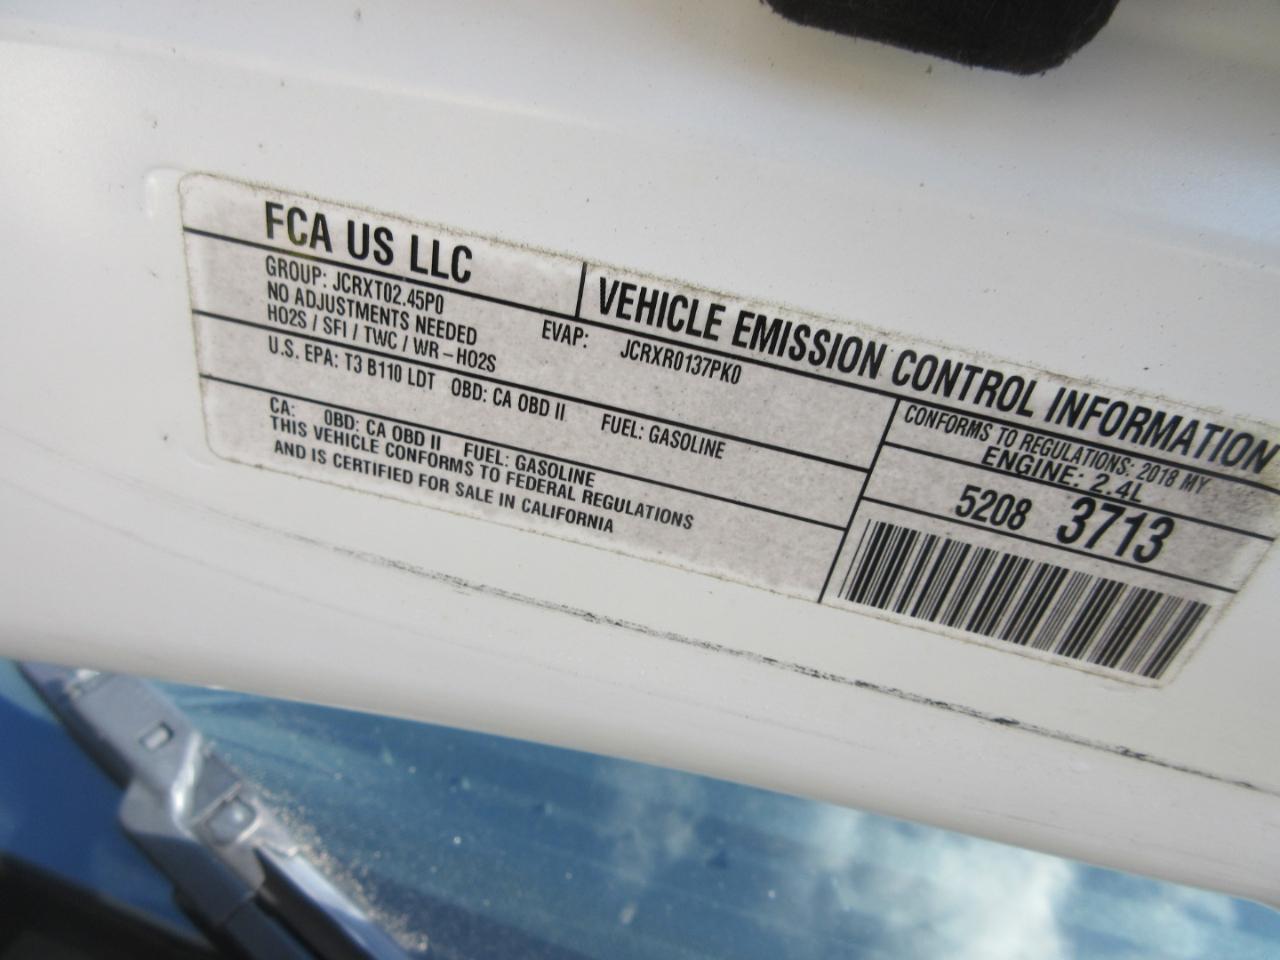 FCA US LLC
VEHICLE EMISSION CONTROL INFORMATION
GROUP: JCRXT02.45P0
EVAP: JCRXR0137PK0
NO ADJUSTMENTS NEEDED
HO2S / SFI / TWC / WR-HO2S
U.S. EPA: T3 B110 LDT OBD: CA OBD II FUEL: GASOLINE
CA: OBD: CA OBD II FUEL: GASOLINE
THIS VEHICLE CONFORMS TO FEDERAL REGULATIONS
AND IS CERTIFIED FOR SALE IN CALIFORNIA
CONFORMS TO REGULATIONS: 2018 MY
ENGINE: 2.4L
5208 3713